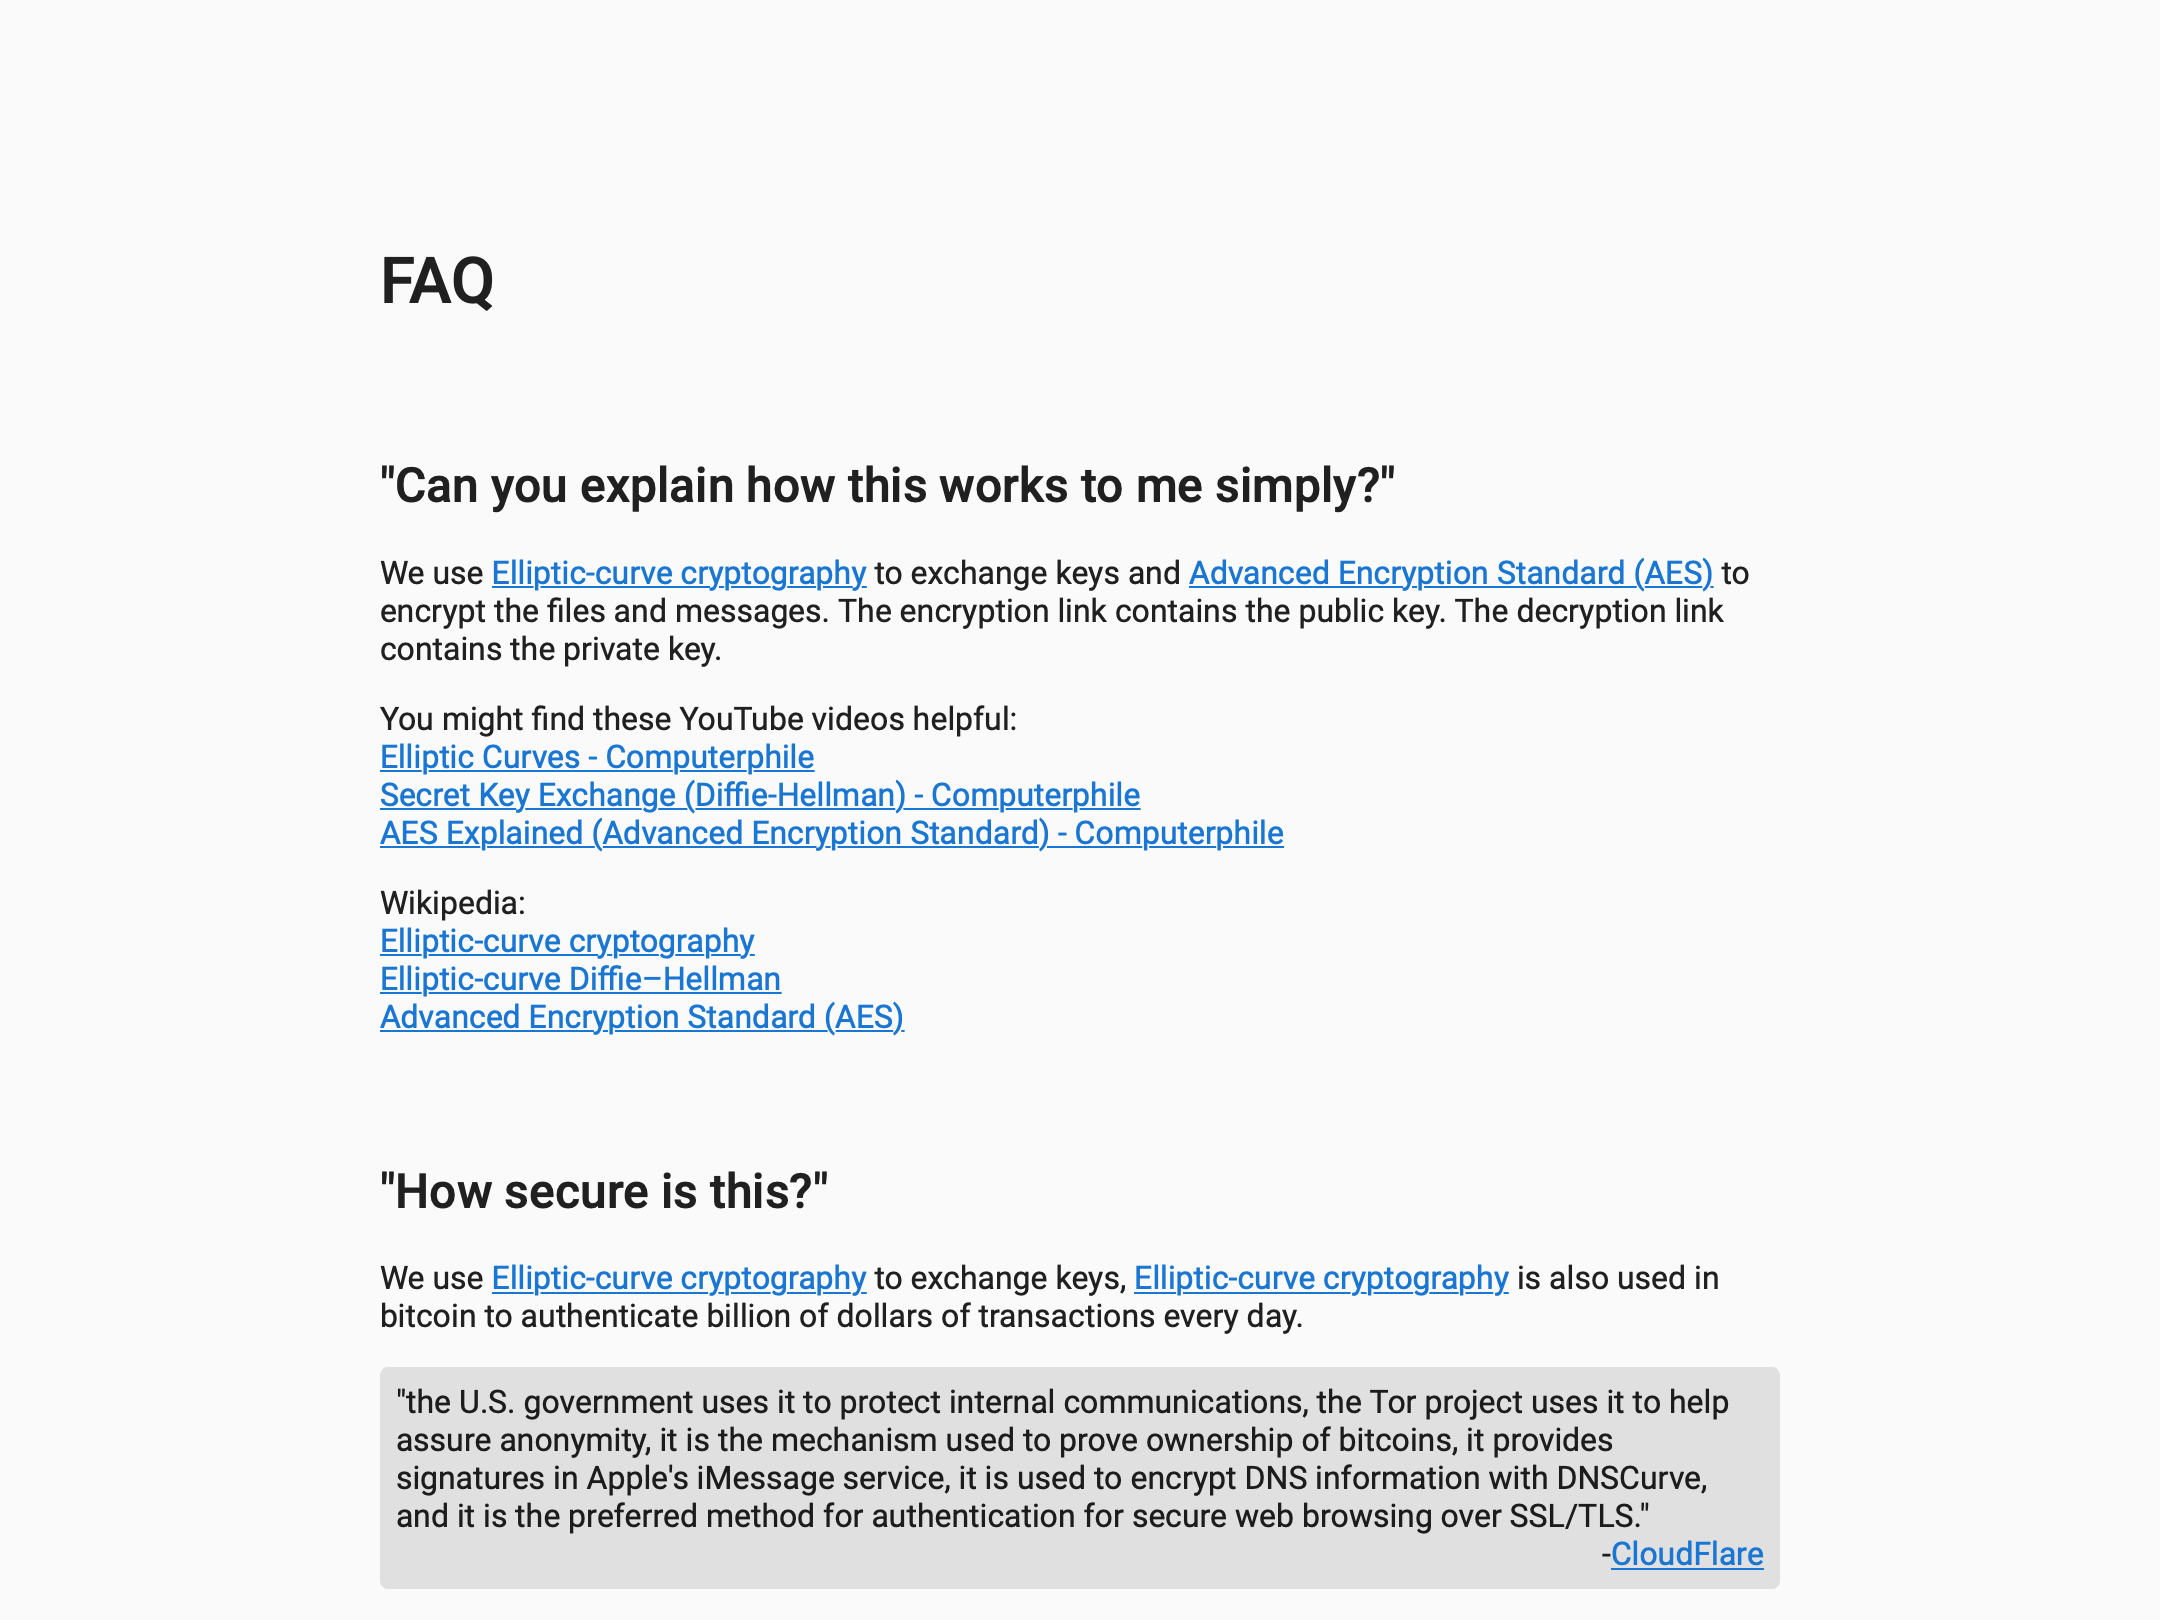 FAQ
"Can you explain how this works to me simply?"
We use Elliptic-curve cryptography to exchange keys and Advanced Encryption Standard (AES) to
encrypt the files and messages. The encryption link contains the public key. The decryption link
contains the private key.
You might find these YouTube videos helpful:
Elliptic Curves - Computerphile
Secret Key Exchange (Diffie-Hellman) - Computerphile
AES Explained (Advanced Encryption Standard) - Computerphile
Wikipedia:
Elliptic-curve cryptography
Elliptic-curve Diffie–Hellman
Advanced Encryption Standard (AES)
"How secure is this?"
We use Elliptic-curve cryptography to exchange keys, Elliptic-curve cryptography is also used in
bitcoin to authenticate billion of dollars of transactions every day.
"the U.S. government uses it to protect internal communications, the Tor project uses it to help
assure anonymity, it is the mechanism used to prove ownership of bitcoins, it provides
signatures in Apple's iMessage service, it is used to encrypt DNS information with DNSCurve,
and it is the preferred method for authentication for secure web browsing over SSL/TLS."
-CloudFlare